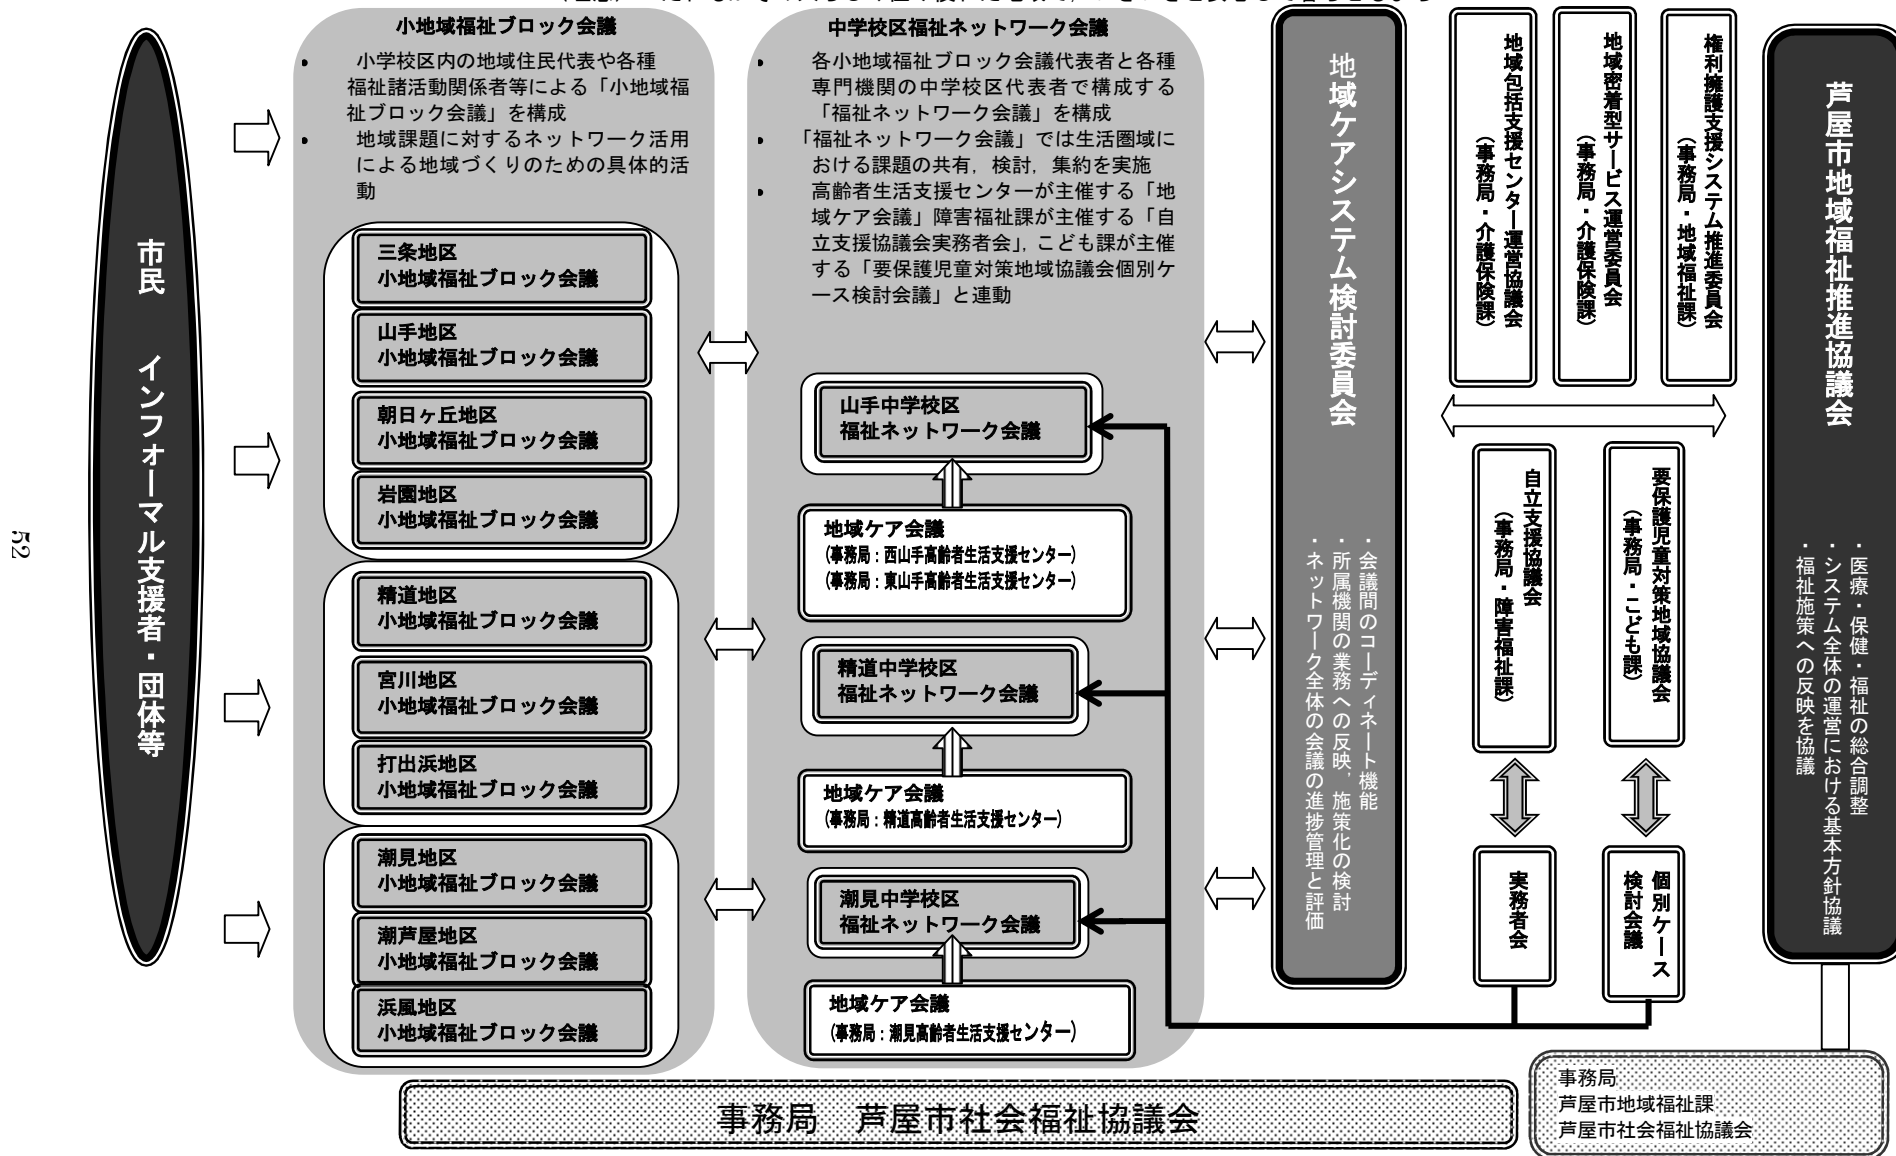 小地域福祉ブロック会議
・ 小学校区内の地域住民代表や各種
福祉諸活動関係者等による「小地域福
祉ブロック会議」を構成
・ 地域課題に対するネットワーク活用
による地域づくりのための具体的活
動
中学校区福祉ネットワーク会議
・ 各小地域福祉ブロック会議代表者と各種
専門機関の中学校区代表者で構成する
「福祉ネットワーク会議」を構成
・ 「福祉ネットワーク会議」では生活圏域に
おける課題の共有，検討，集約を実施
・ 高齢者生活支援センターが主催する「地
域ケア会議」障害福祉課が主催する「自
立支援協議会実務者会」，こども課が主催
する「要保護児童対策地域協議会個別ケ
ース検討会議」と連動
市民 インフォーマル支援者・団体等
三条地区
小地域福祉ブロック会議
山手地区
小地域福祉ブロック会議
朝日ヶ丘地区
小地域福祉ブロック会議
岩園地区
小地域福祉ブロック会議
精道地区
小地域福祉ブロック会議
宮川地区
小地域福祉ブロック会議
打出浜地区
小地域福祉ブロック会議
潮見地区
小地域福祉ブロック会議
潮芦屋地区
小地域福祉ブロック会議
浜風地区
小地域福祉ブロック会議
山手中学校区
福祉ネットワーク会議
地域ケア会議
（事務局：西山手高齢者生活支援センター）
（事務局：東山手高齢者生活支援センター）
精道中学校区
福祉ネットワーク会議
地域ケア会議
（事務局：精道高齢者生活支援センター）
潮見中学校区
福祉ネットワーク会議
地域ケア会議
（事務局：潮見高齢者生活支援センター）
地域ケアシステム検討委員会
・会議間のコーディネート機能
・所属機関の業務への反映，施策化の検討
・ネットワーク全体の会議の進捗管理と評価
地域包括支援センター運営協議会
（事務局・介護保険課）
地域密着型サービス運営委員会
（事務局・介護保険課）
権利擁護支援システム推進委員会
（事務局・地域福祉課）
自立支援協議会
（事務局・障害福祉課）
要保護児童対策地域協議会
（事務局・こども課）
実務者会
個別ケース
検討会議
芦屋市地域福祉推進協議会
・医療・保健・福祉の総合調整
・システム全体の運営における基本方針協議
・福祉施策への反映を協議
事務局 芦屋市社会福祉協議会
事務局
芦屋市地域福祉課
芦屋市社会福祉協議会
52